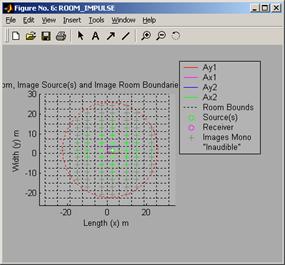 Figure No. 6: ROOM_IMPULSE
File Edit View Insert Tools Window Help
om, Image Source(s) and Image Room Boundarie
Ay1
Ax1
Ay2
Ax2
Room Bounds
Source(s)
Receiver
Images Mono
"Inaudible"
30
20
10
0
-10
-20
Width (y) m
-20 0 20
Length (x) m